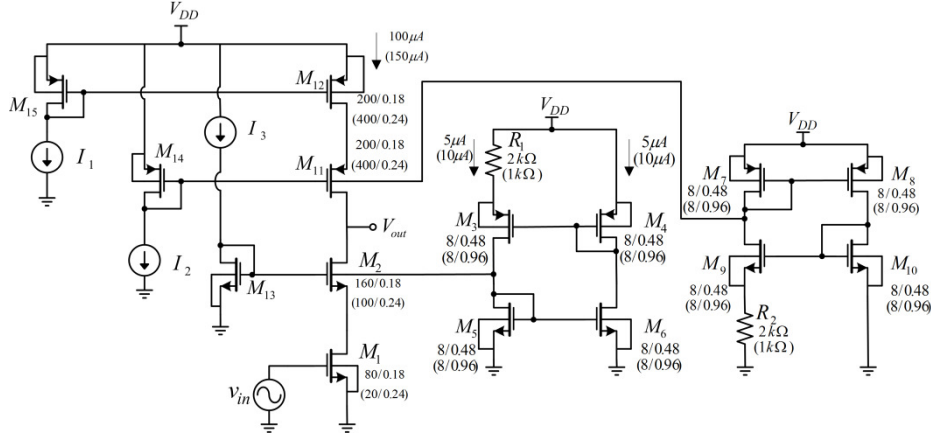 V_DD
100μA
(150μA)
M_12
M_15
200/0.18
(400/0.24)
I_3
I_1
M_14
200/0.18
(400/0.24)
M_11
V_out
I_2
M_13
M_2
160/0.18
(100/0.24)
M_1
80/0.18
(20/0.24)
v_in
V_DD
5μA
(10μA)
R_1
2kΩ
(1kΩ)
5μA
(10μA)
M_3
8/0.48
(8/0.96)
M_4
8/0.48
(8/0.96)
M_5
8/0.48
(8/0.96)
M_6
8/0.48
(8/0.96)
V_DD
M_7
8/0.48
(8/0.96)
M_8
8/0.48
(8/0.96)
M_9
8/0.48
(8/0.96)
M_10
8/0.48
(8/0.96)
R_2
2kΩ
(1kΩ)